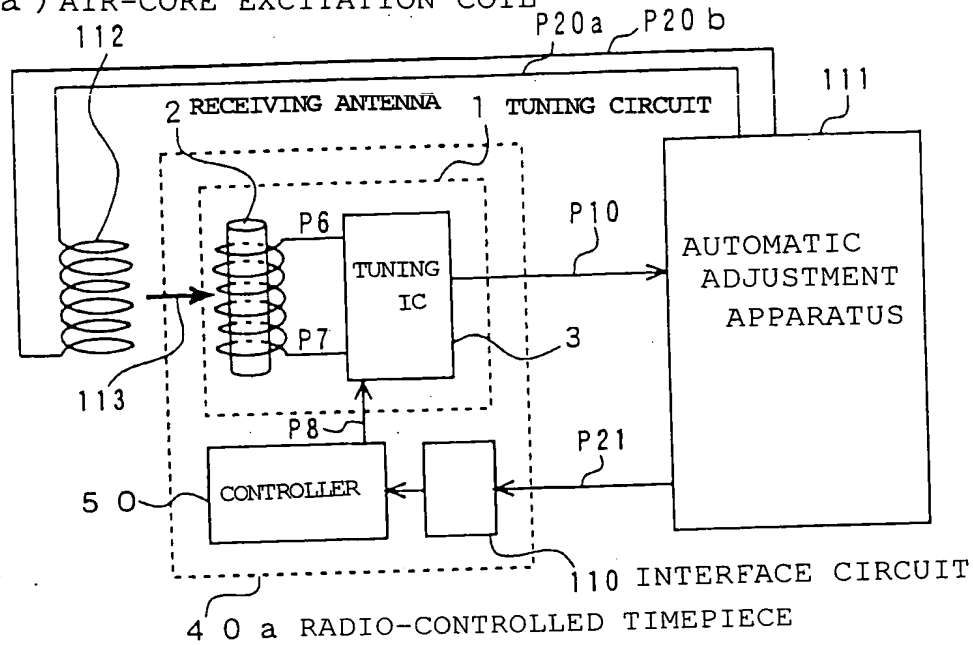 a) AIR-CORE EXCITATION COIL
112
P20a
P20b
111
2 RECEIVING ANTENNA
1 TUNING CIRCUIT
P6
P10
TUNING
IC
AUTOMATIC
ADJUSTMENT
APPARATUS
P7
3
113
P8
P21
50
CONTROLLER
110 INTERFACE CIRCUIT
40a RADIO-CONTROLLED TIMEPIECE